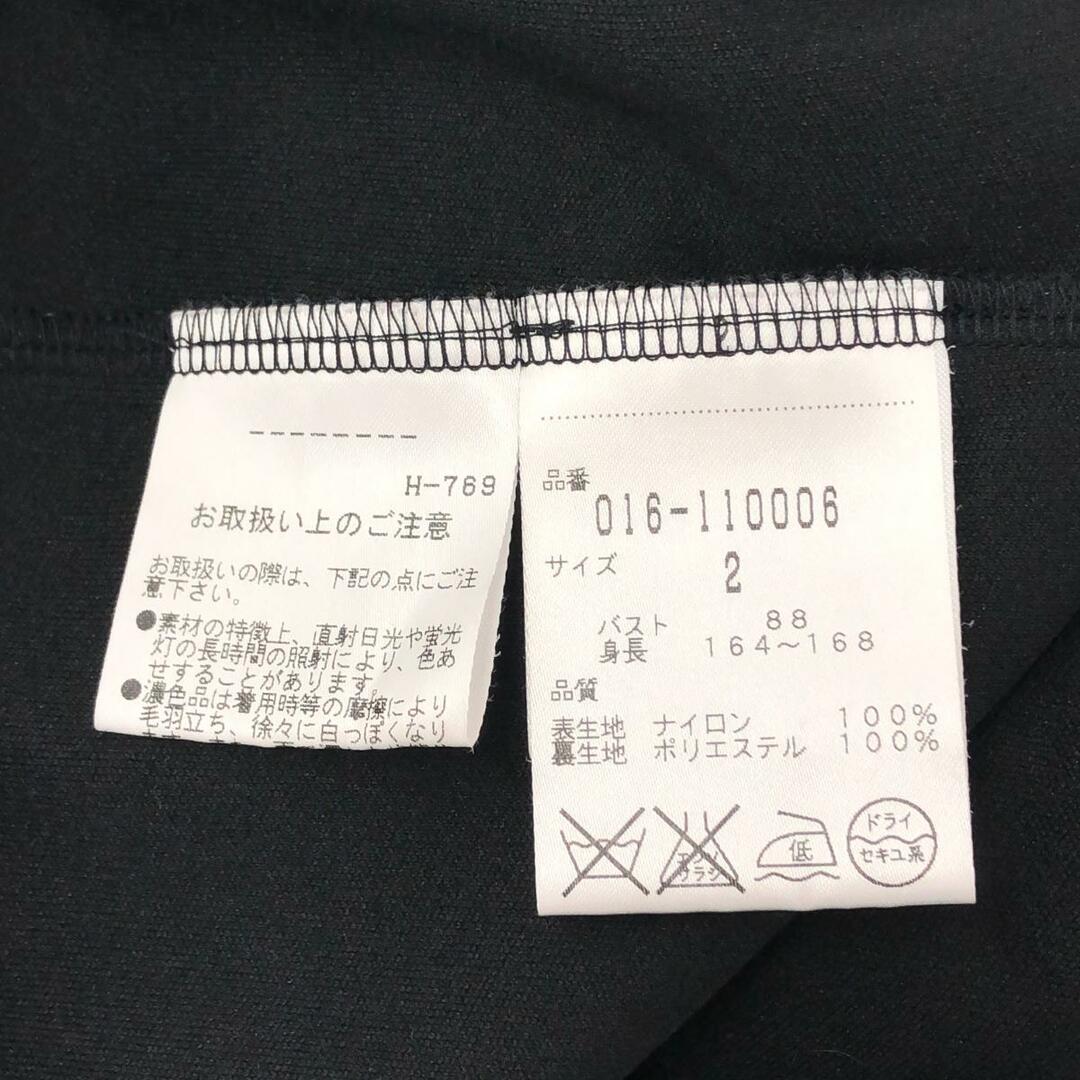 H-769
お取扱い上のご注意
お取扱いの際は、下記の点にご注
意下さい。
●素材の特徴上、直射日光や蛍光
灯の長時間の照射により、色あ
せすることがあります。
●濃色品は着用時等の摩擦により
毛羽立ち、徐々に白っぽくなり
品番
016-110006
サイズ 2
バスト 88
身長 164~168
品質
表生地 ナイロン 100%
裏生地 ポリエステル 100%
低
ドライ
セキユ系